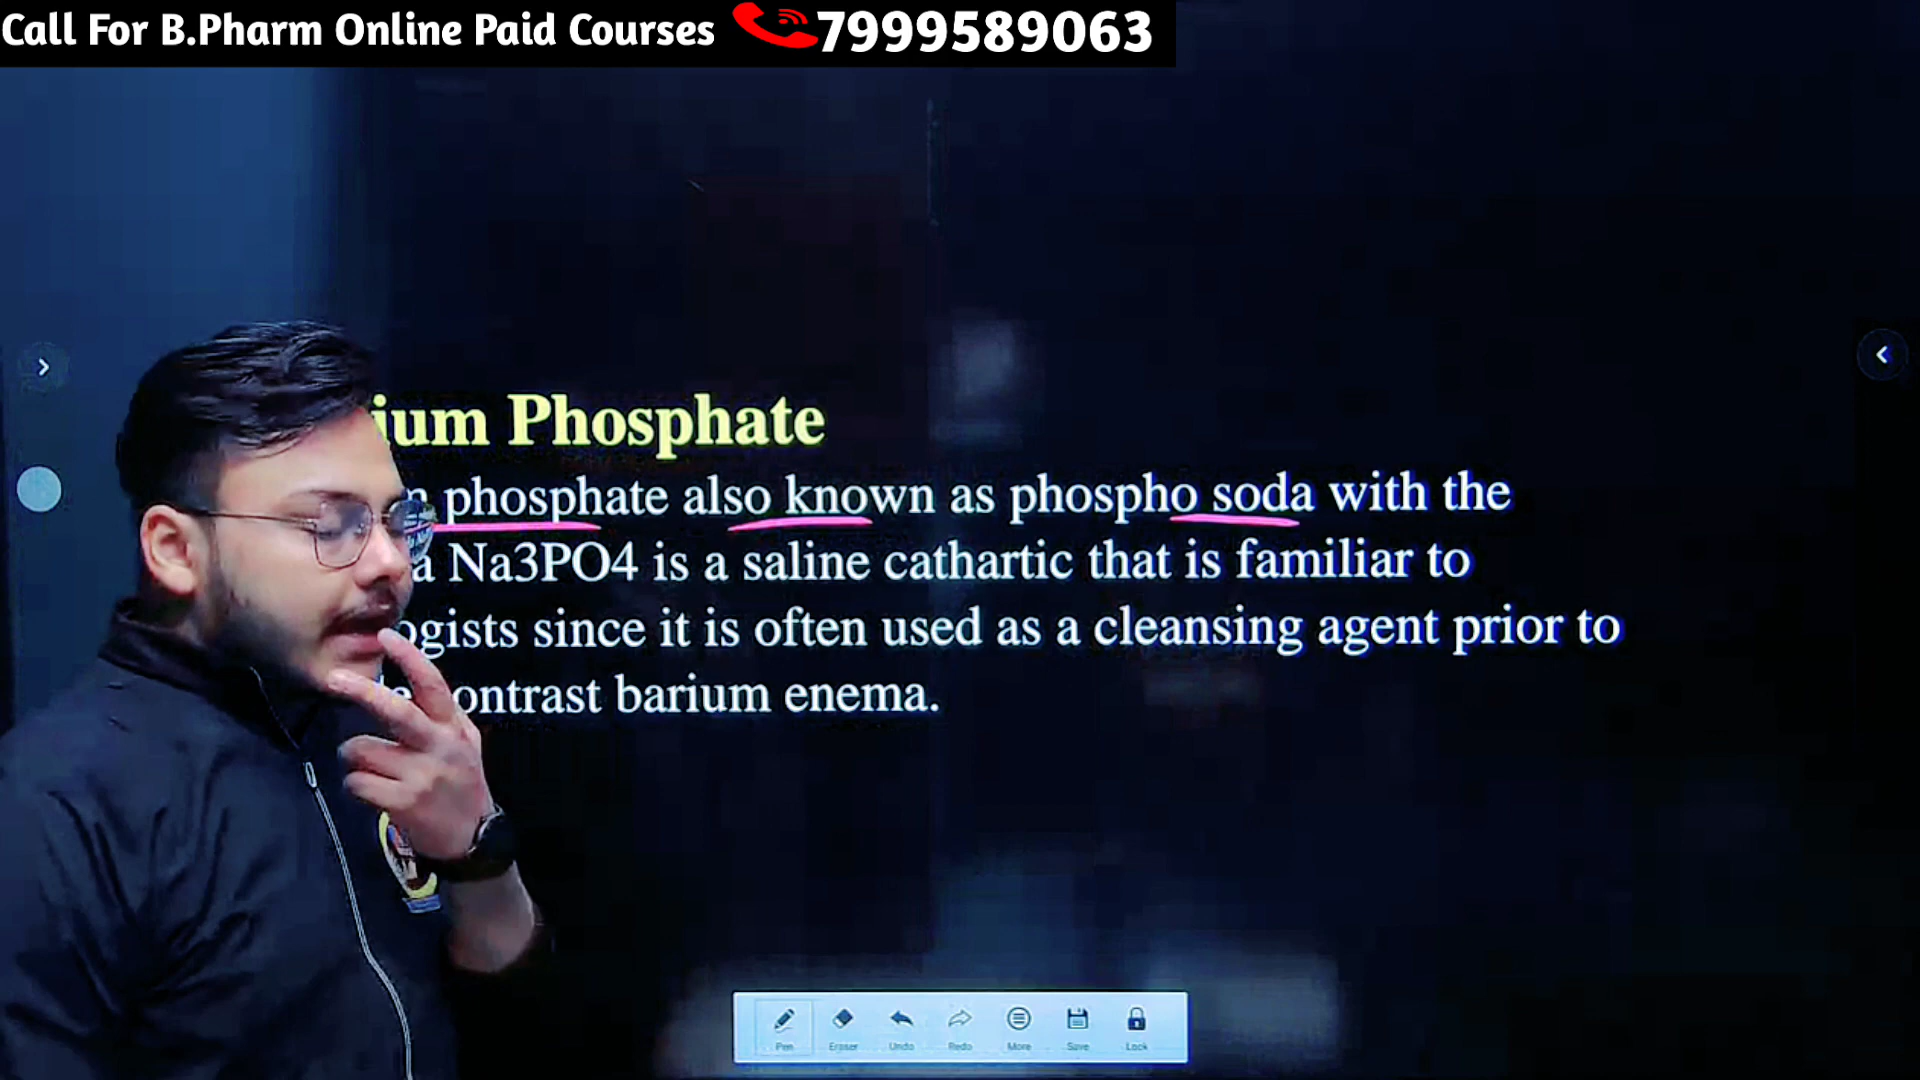 Call For B.Pharm Online Paid Courses 7999589063
ium Phosphate
phosphate also known as phospho soda with the
a Na3PO4 is a saline cathartic that is familiar to
ogists since it is often used as a cleansing agent prior to
ontrast barium enema.
Pen Eraser Undo Redo More Save Lock